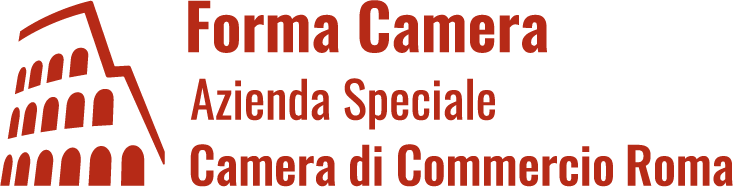 Forma Camera
Azienda Speciale
Camera di Commercio Roma